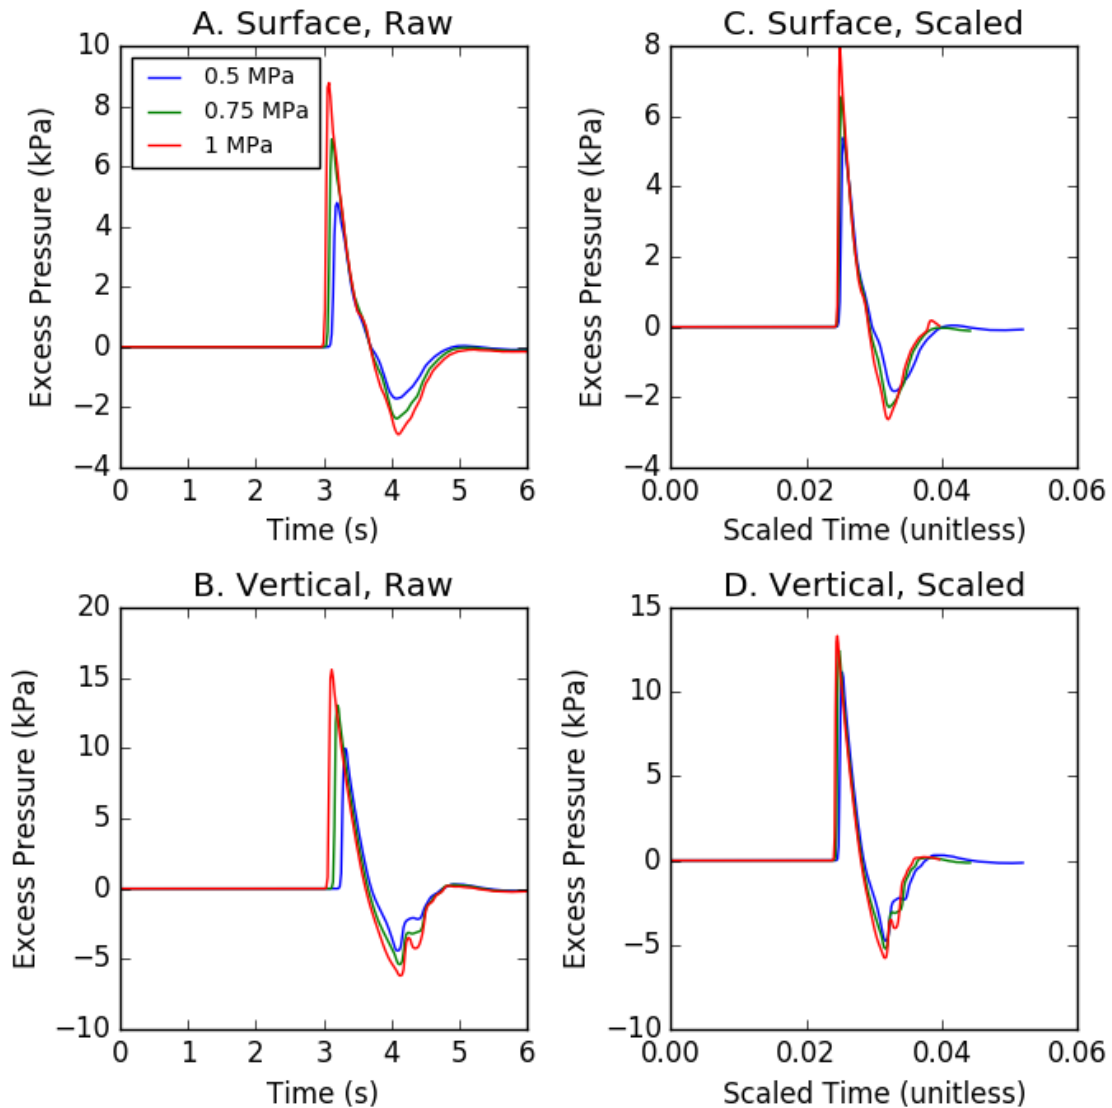 A. Surface, Raw
10
8
6
4
2
0
−2
−4
Excess Pressure (kPa)
0.5 MPa
0.75 MPa
1 MPa
0 1 2 3 4 5 6
Time (s)
C. Surface, Scaled
8
6
4
2
0
−2
−4
Excess Pressure (kPa)
0.00 0.02 0.04 0.06
Scaled Time (unitless)
B. Vertical, Raw
20
15
10
5
0
−5
−10
Excess Pressure (kPa)
0 1 2 3 4 5 6
Time (s)
D. Vertical, Scaled
15
10
5
0
−5
−10
Excess Pressure (kPa)
0.00 0.02 0.04 0.06
Scaled Time (unitless)